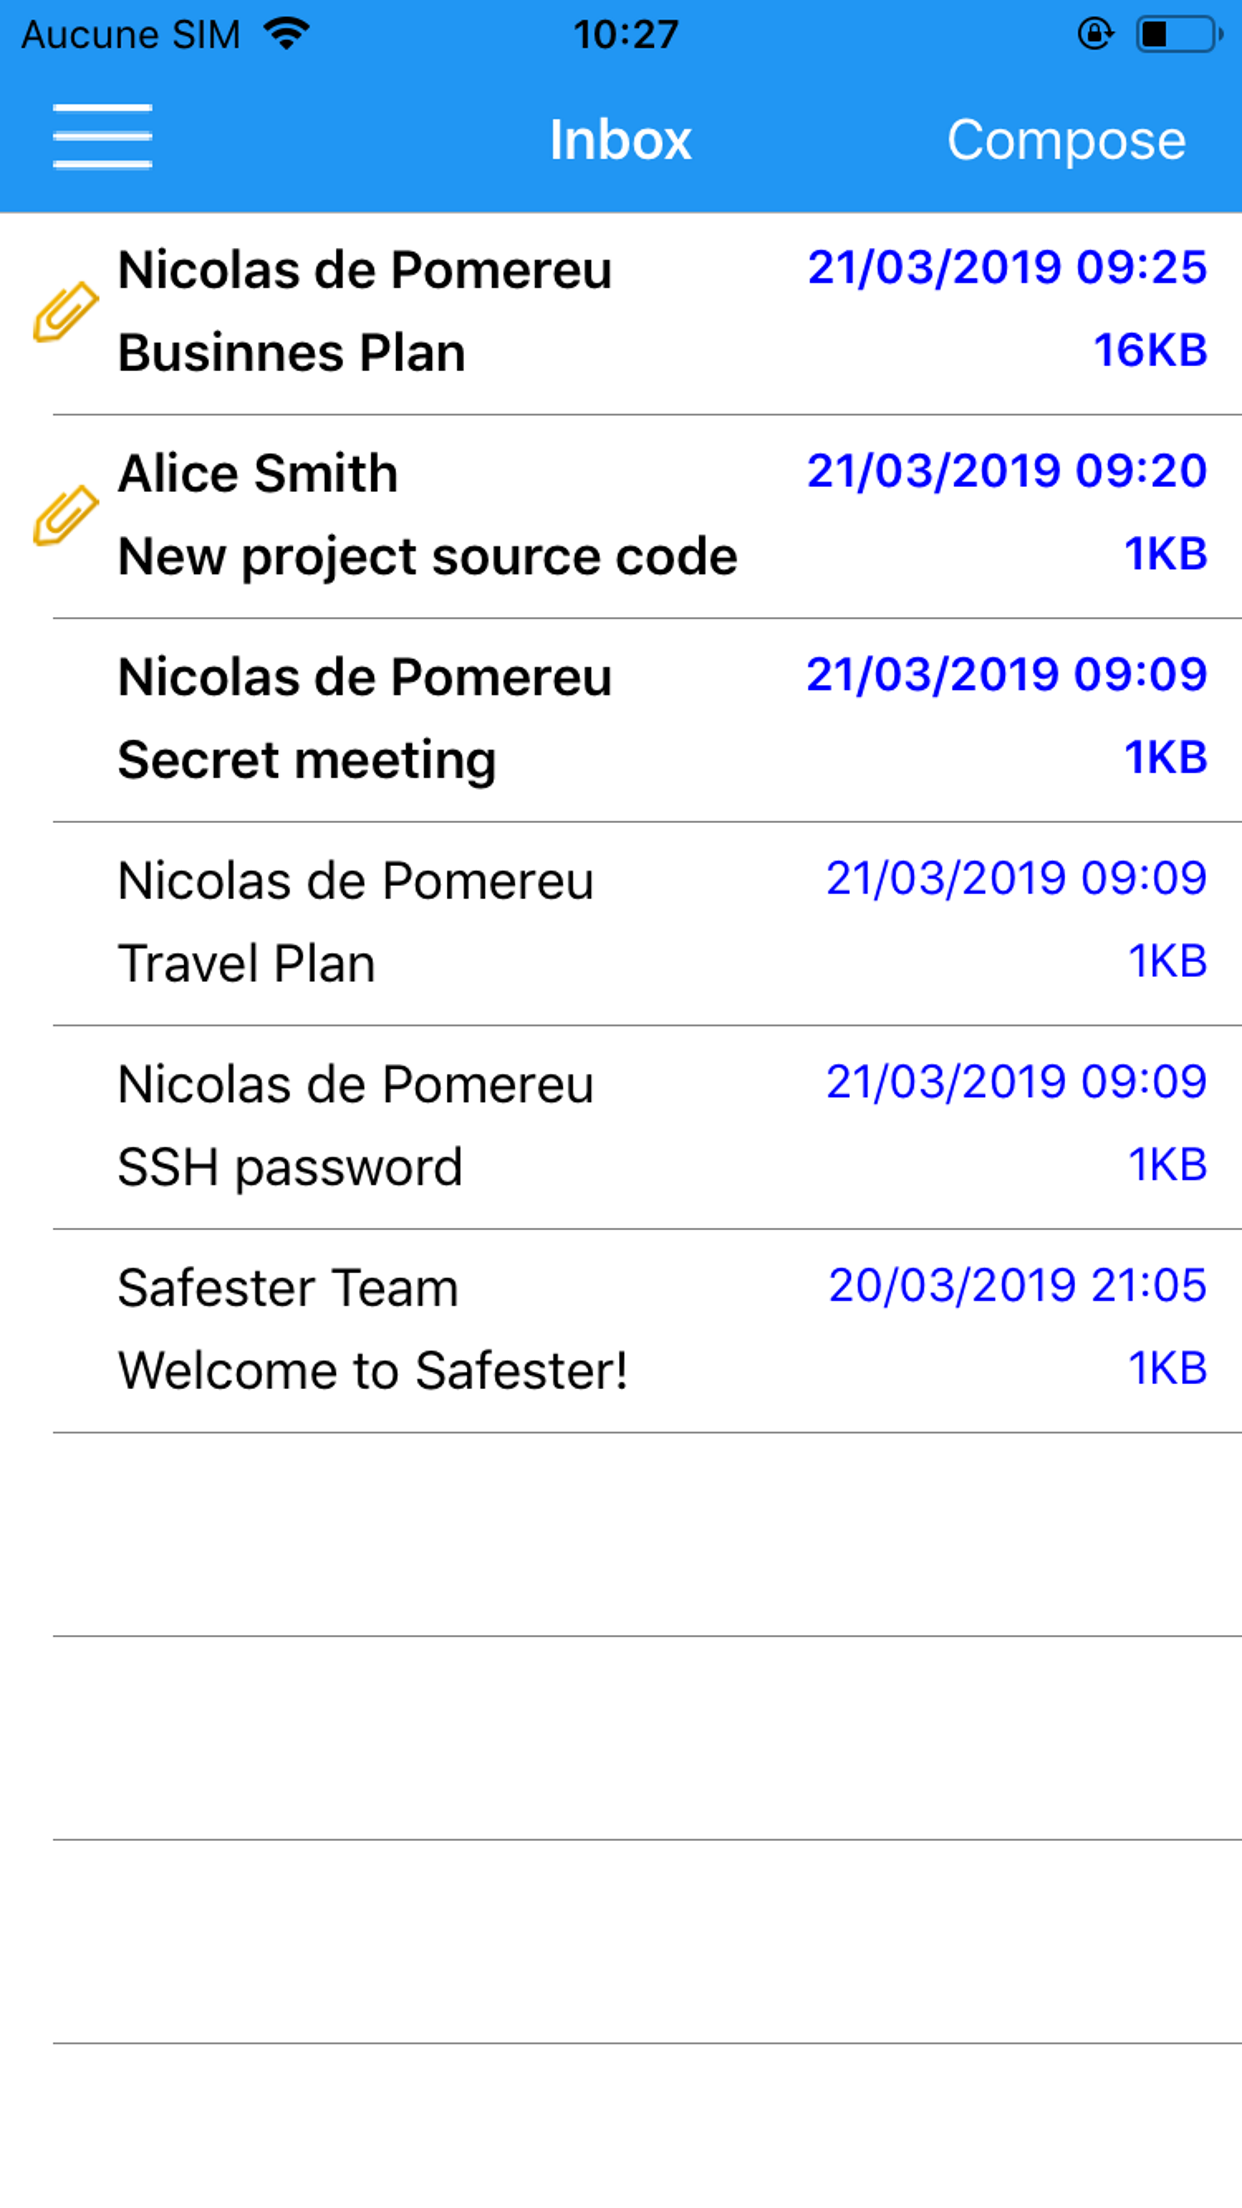 Aucune SIM 10:27
Inbox Compose
Nicolas de Pomereu 21/03/2019 09:25
Businnes Plan 16KB
Alice Smith 21/03/2019 09:20
New project source code 1KB
Nicolas de Pomereu 21/03/2019 09:09
Secret meeting 1KB
Nicolas de Pomereu 21/03/2019 09:09
Travel Plan 1KB
Nicolas de Pomereu 21/03/2019 09:09
SSH password 1KB
Safester Team 20/03/2019 21:05
Welcome to Safester! 1KB